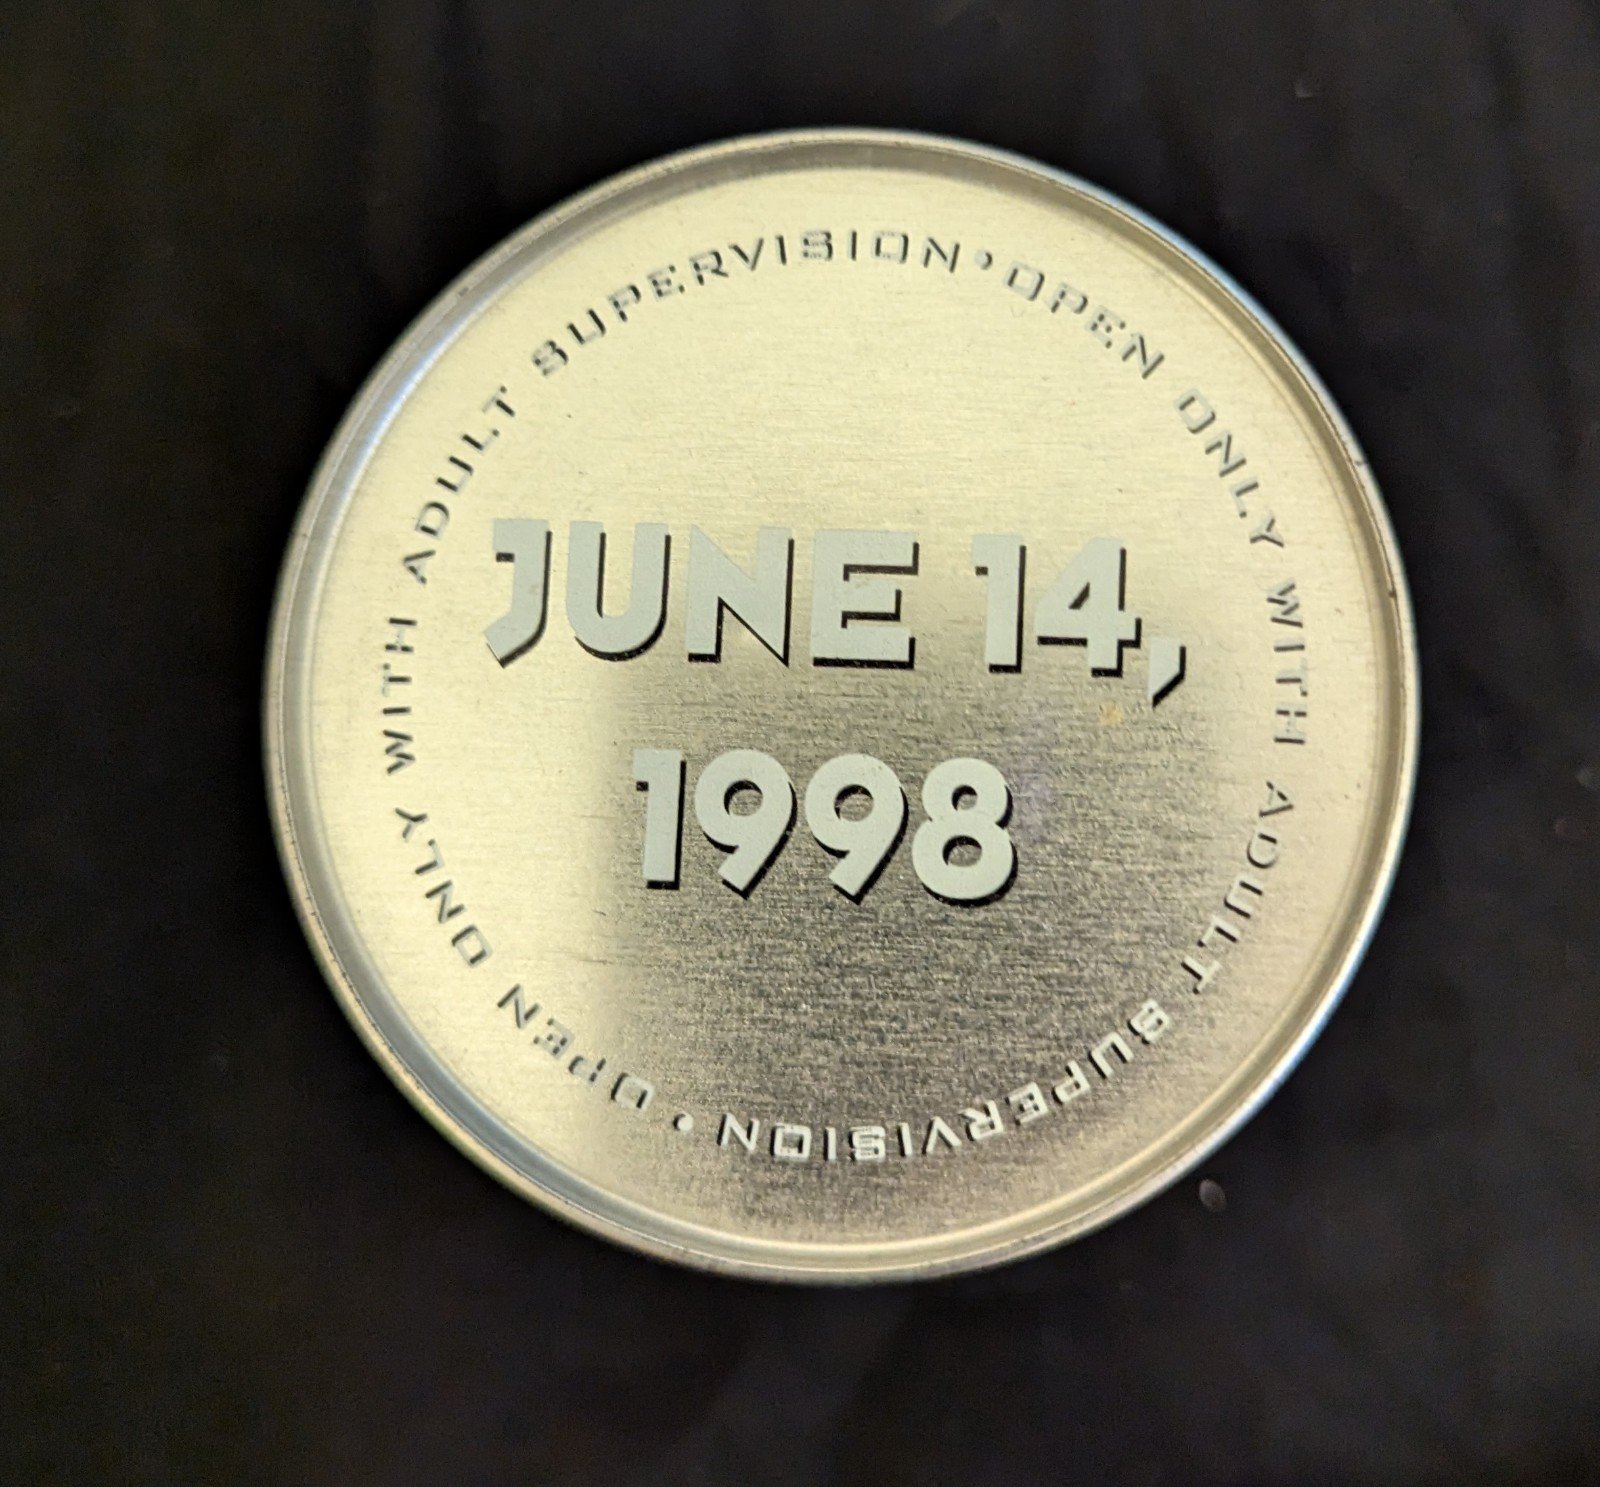 JUNE 14,
1998
OPEN ONLY WITH ADULT SUPERVISION • OPEN ONLY WITH ADULT SUPERVISION •